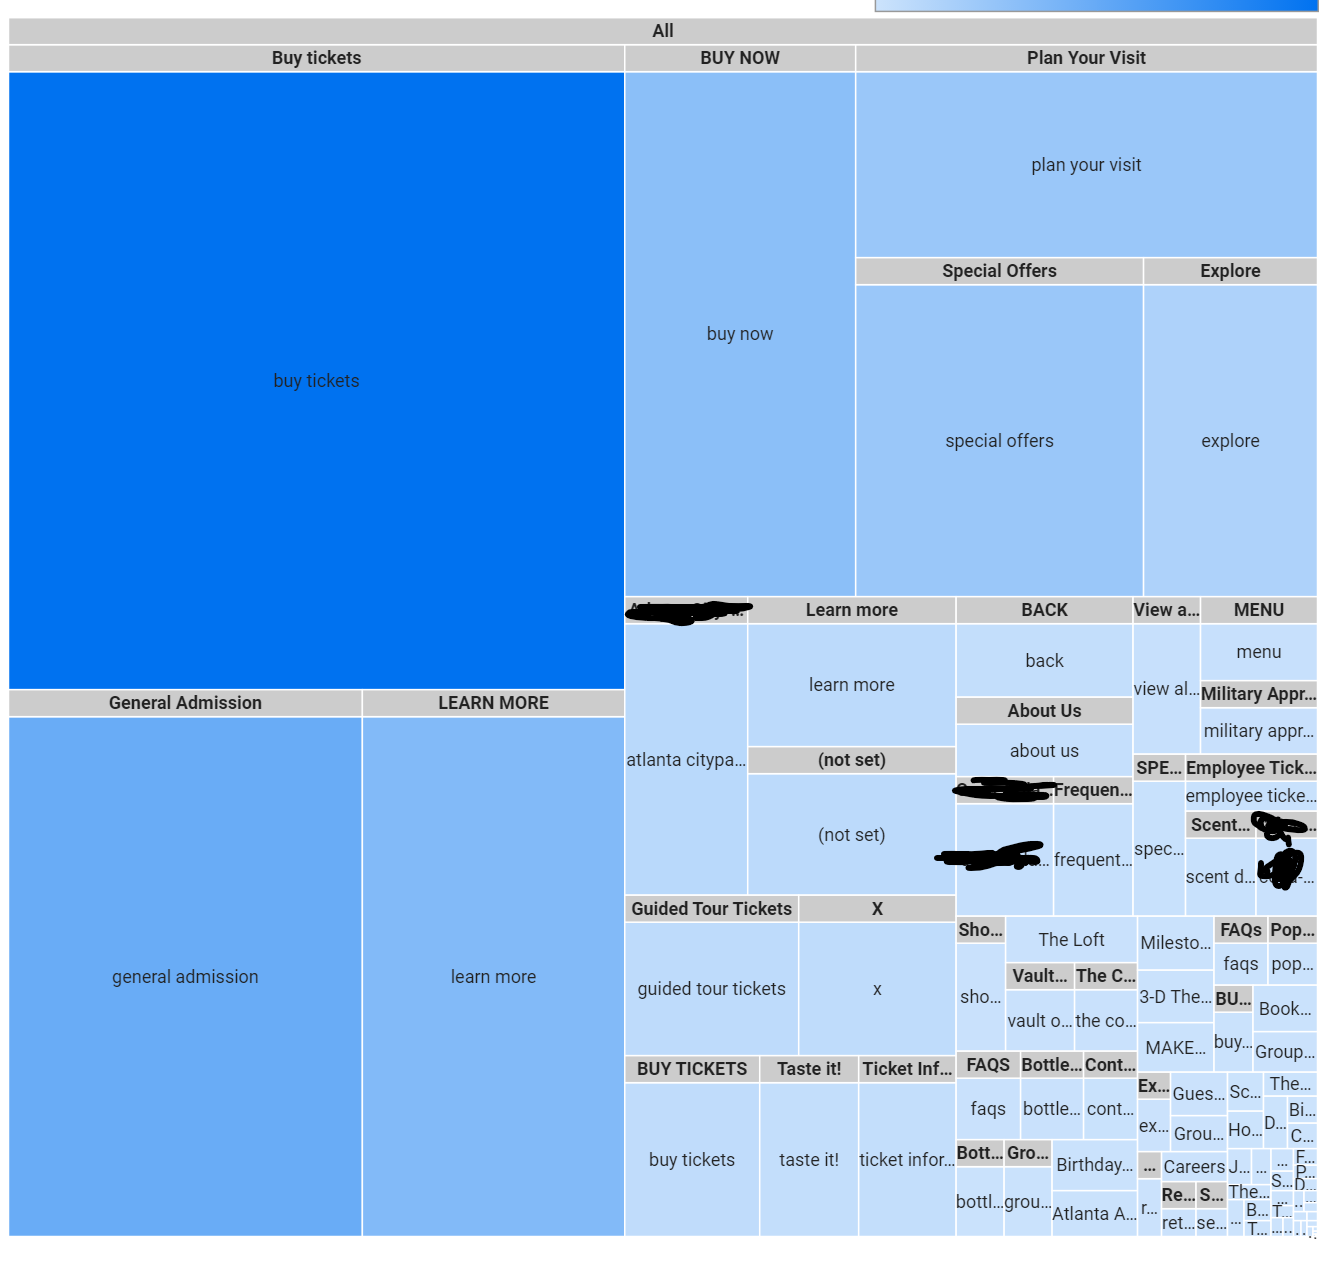 All
Buy tickets
BUY NOW
Plan Your Visit
buy tickets
buy now
plan your visit
Special Offers
Explore
special offers
explore
General Admission
LEARN MORE
general admission
learn more
Learn more
BACK
View a...
MENU
atlanta citypa...
learn more
back
view al...
menu
Military Appr...
military appr...
About Us
about us
(not set)
(not set)
Frequen...
frequent...
SPE...
Employee Tick...
spec...
employee ticke...
Scent...
scent d...
Guided Tour Tickets
X
guided tour tickets
x
BUY TICKETS
Taste it!
Ticket Inf...
buy tickets
taste it!
ticket infor...
Sho...
sho...
The Loft
Vault...
The C...
vault o...
the co...
Milesto...
3-D The...
MAKE...
FAQs
Pop...
faqs
pop...
BU...
buy...
Book...
Group...
FAQS
Bottle...
Cont...
faqs
bottle...
cont...
Bott...
Gro...
bottl...
grou...
Birthday...
Atlanta A...
Ex...
ex...
Gues...
Grou...
Sc...
Ho...
The...
D...
Bi...
C...
...
r...
Careers
Re...
S...
ret...
se...
J...
...
The...
...
B...
T...
...
S...
...
T...
F...
P...
D...